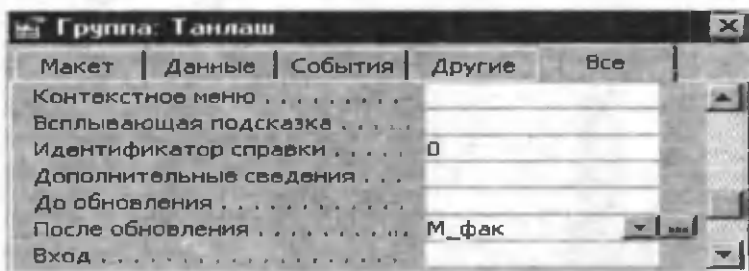 Группа: Танлаш
Макет Данные События Другие Все
Контекстное меню . . . . . . . . .
Всплывающая подсказка . . . . .
Идентификатор справки . . . . . 0
Дополнительные сведения . . .
До обновления . . . . . . . . . . . .
После обновления . . . . . . . . . . М_фак
Вход . . . . . . . . . . . . . . . . . . .